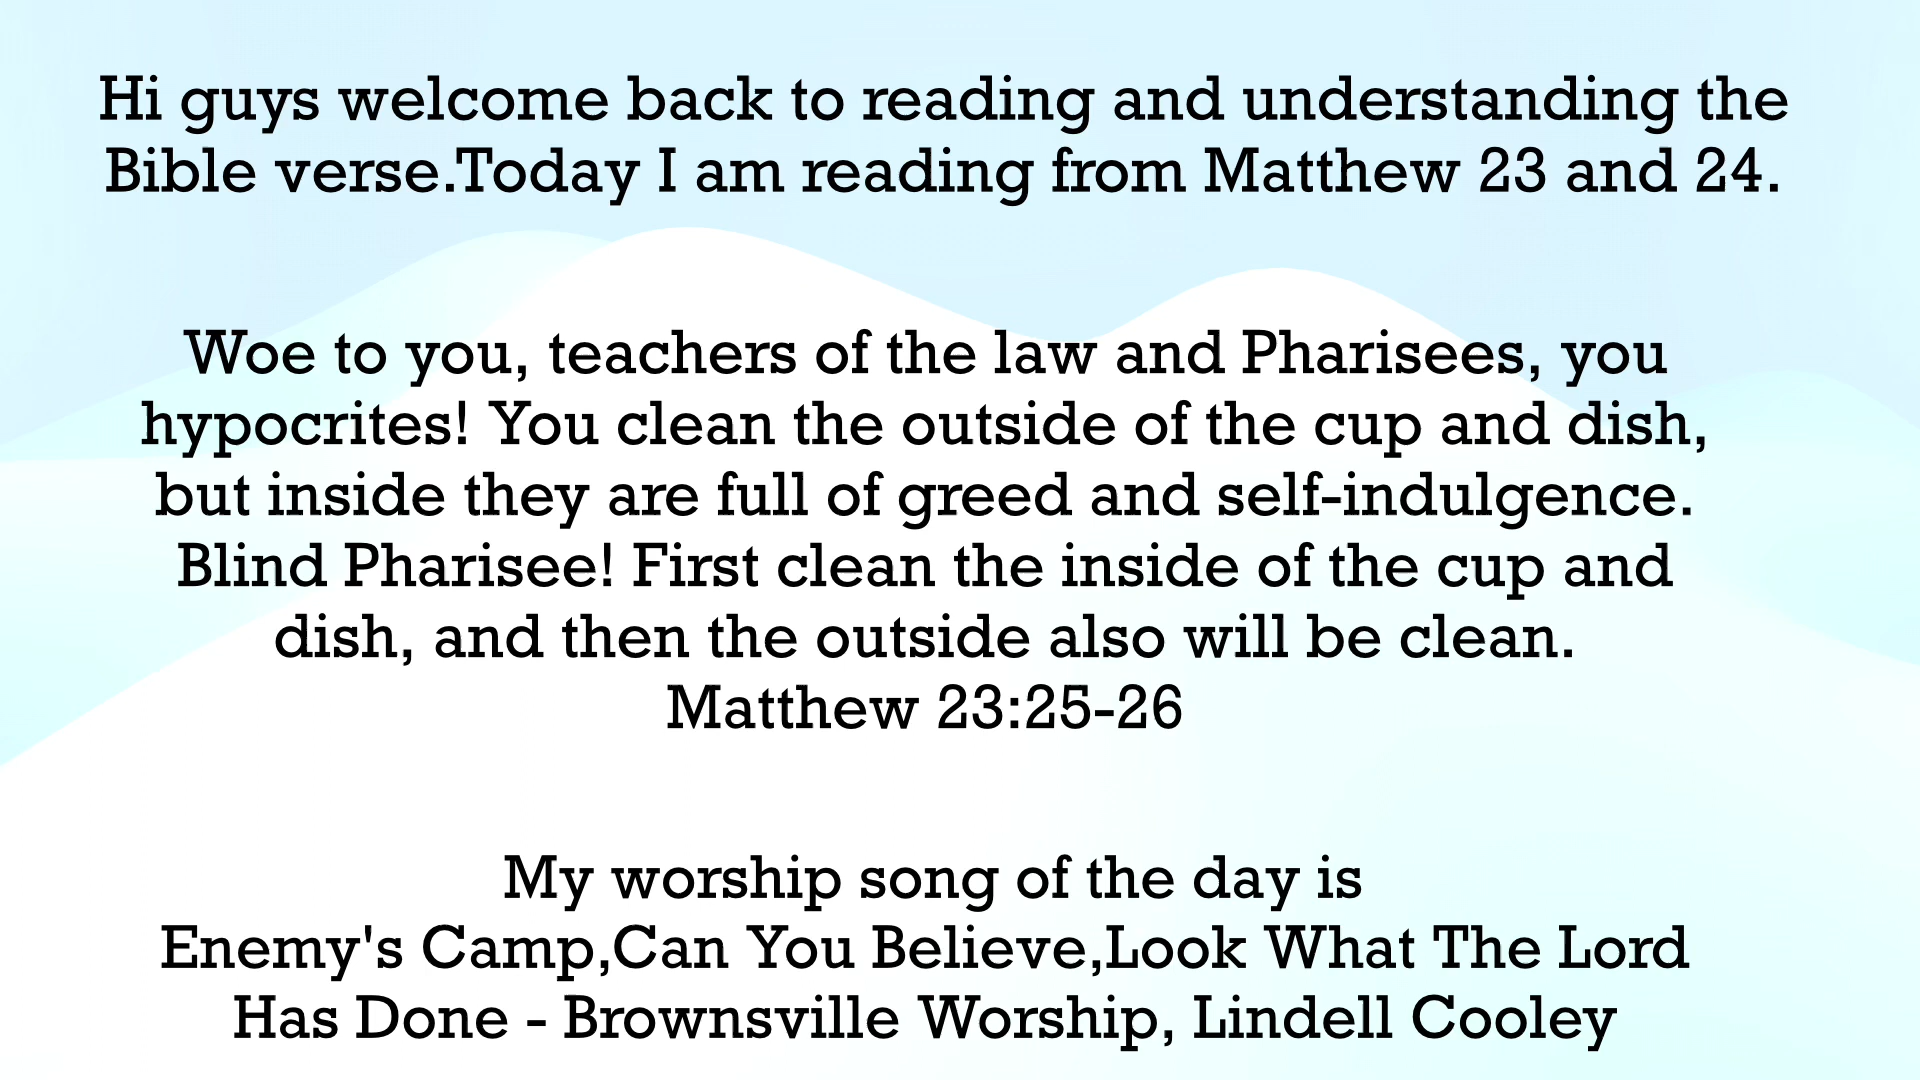 Hi guys welcome back to reading and understanding the
Bible verse.Today I am reading from Matthew 23 and 24.
Woe to you, teachers of the law and Pharisees, you
hypocrites! You clean the outside of the cup and dish,
but inside they are full of greed and self-indulgence.
Blind Pharisee! First clean the inside of the cup and
dish, and then the outside also will be clean.
Matthew 23:25-26
My worship song of the day is
Enemy's Camp,Can You Believe,Look What The Lord
Has Done - Brownsville Worship, Lindell Cooley